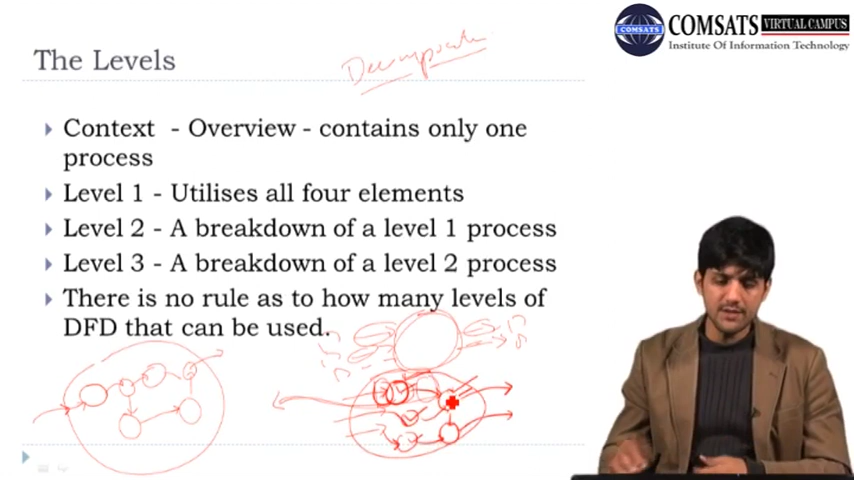 COMSATS VIRTUAL CAMPUS
COMSATS
Institute Of Information Technology
The Levels
Context - Overview - contains only one
process
Level 1 - Utilises all four elements
Level 2 - A breakdown of a level 1 process
Level 3 - A breakdown of a level 2 process
There is no rule as to how many levels of
DFD that can be used.